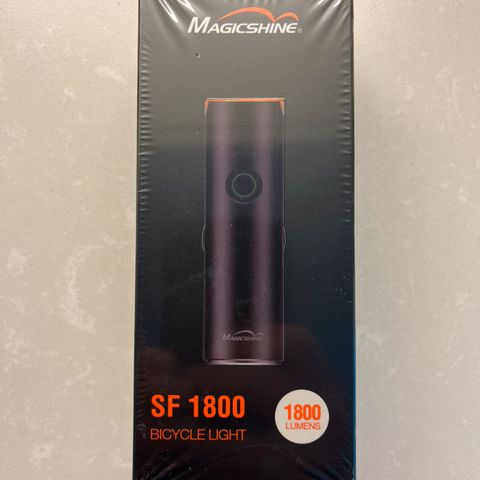 MAGICSHINE®
MAGICSHINE
SF 1800
BICYCLE LIGHT
1800
LUMENS